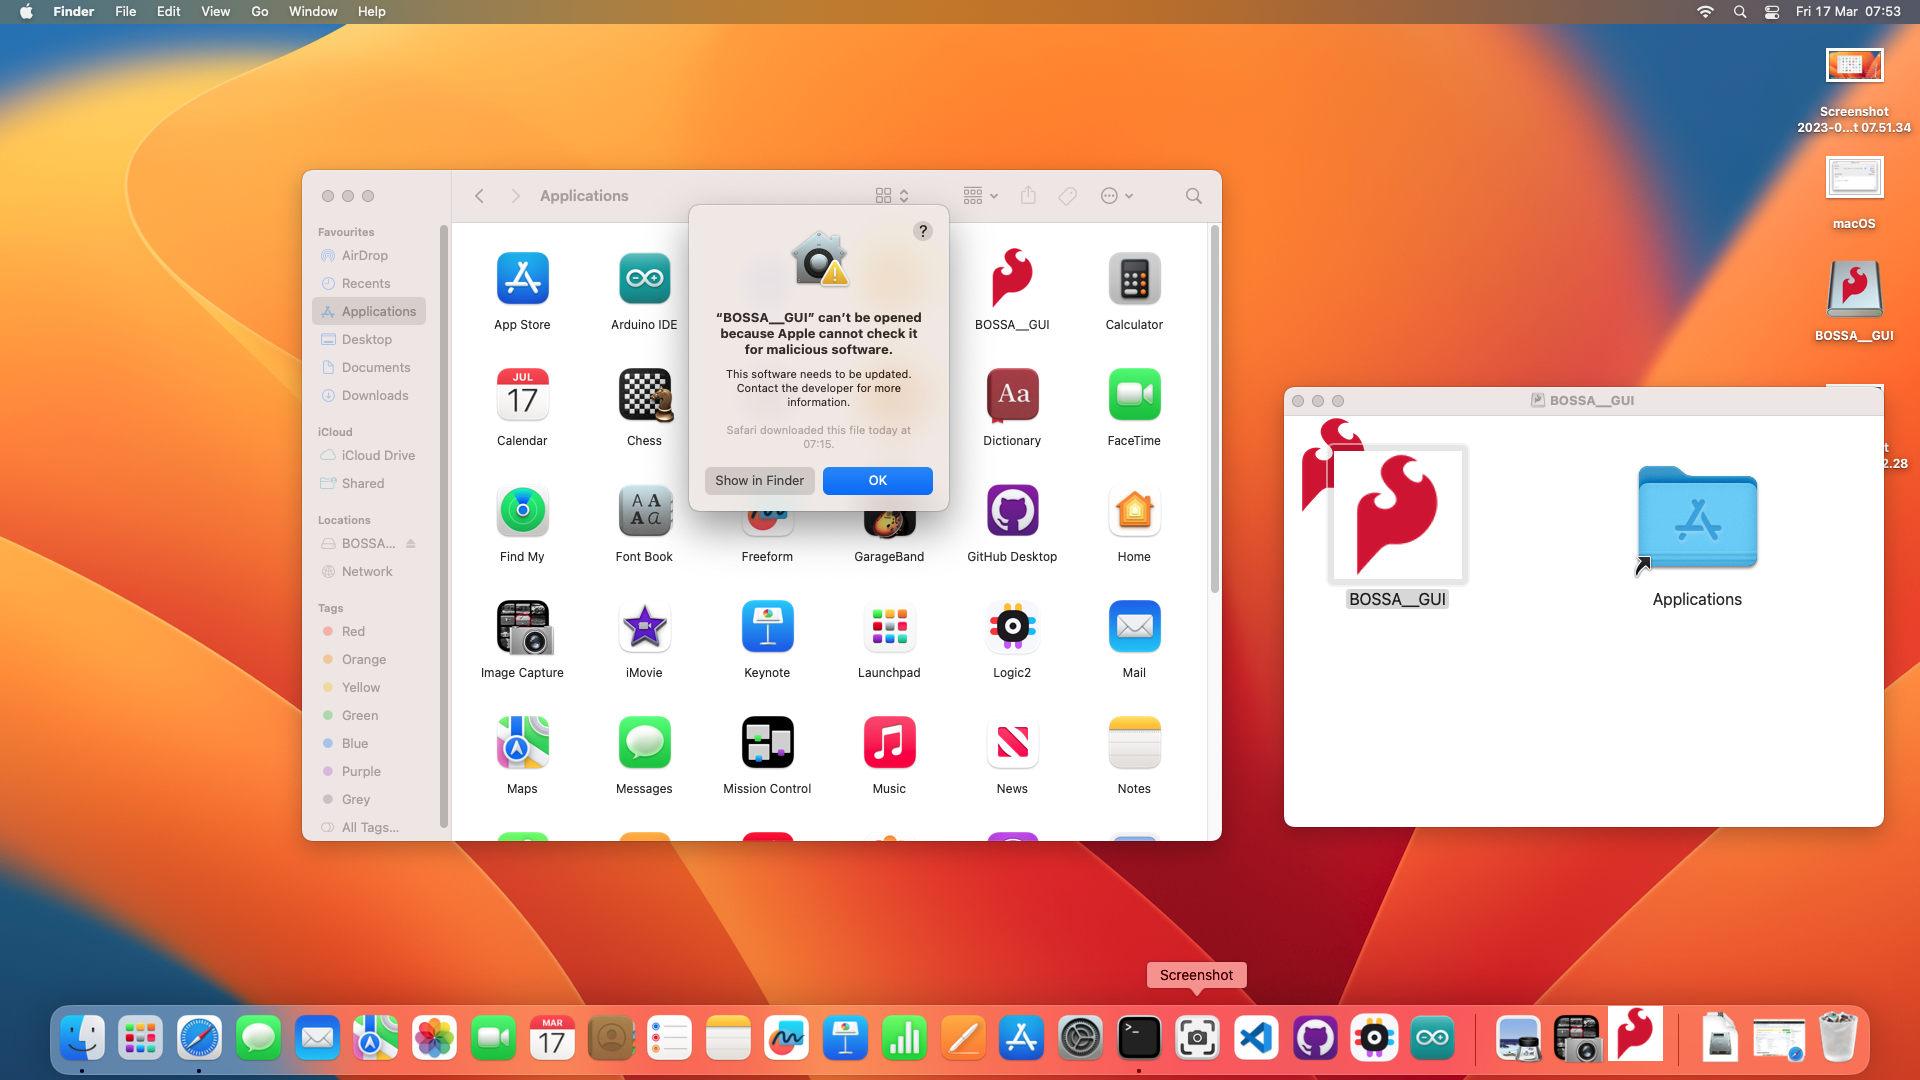 Finder File Edit View Go Window Help
Fri 17 Mar 07:53
Screenshot
2023-0...t 07.51.34
macOS
BOSSA__GUI
t
2.28
Applications
Favourites
AirDrop
Recents
Applications
Desktop
Documents
Downloads
iCloud
iCloud Drive
Shared
Locations
BOSSA...
Network
Tags
Red
Orange
Yellow
Green
Blue
Purple
Grey
All Tags...
App Store
Arduino IDE
BOSSA__GUI
Calculator
JUL
17
Calendar
Chess
Aa
Dictionary
FaceTime
Find My
A A
A a
Font Book
Freeform
GarageBand
GitHub Desktop
Home
Image Capture
iMovie
Keynote
Launchpad
Logic2
Mail
Maps
Messages
Mission Control
Music
News
Notes
?
“BOSSA__GUI” can’t be opened
because Apple cannot check it
for malicious software.
This software needs to be updated.
Contact the developer for more
information.
Safari downloaded this file today at
07:15.
Show in Finder
OK
BOSSA__GUI
BOSSA__GUI
Applications
Screenshot
MAR
17